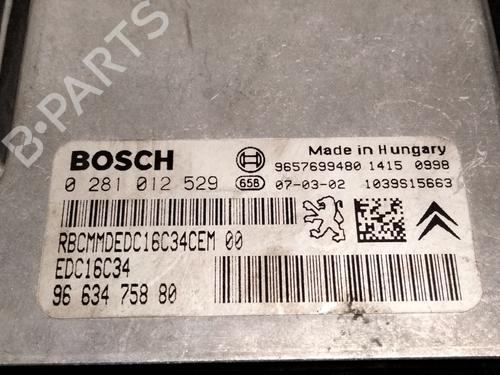 BOSCH
Made in Hungary
9657699480 1415 0998
0 281 012 529 65B 07-03-02 1039S15663
RBCMMDEDC16C34CEM 00
EDC16C34
96 634 758 80
B-PARTS